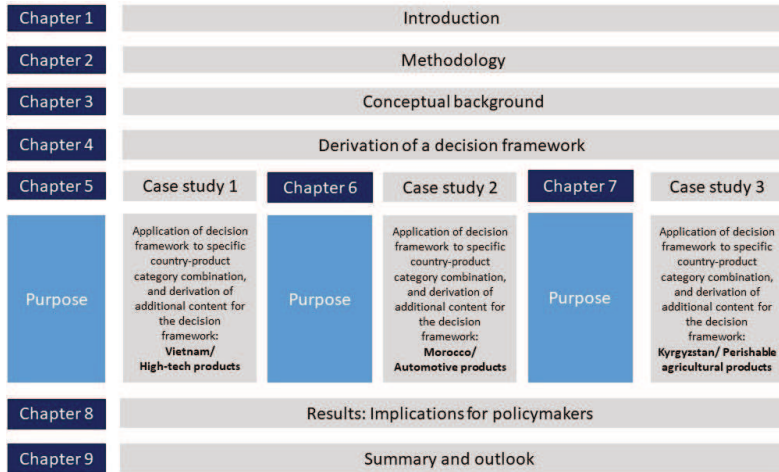 Chapter 1
Introduction
Chapter 2
Methodology
Chapter 3
Conceptual background
Chapter 4
Derivation of a decision framework
Chapter 5
Case study 1
Chapter 6
Case study 2
Chapter 7
Case study 3
Purpose
Application of decision
framework to specific
country-product
category combination,
and derivation of
additional content for
the decision
framework:
Vietnam/
High-tech products
Purpose
Application of decision
framework to specific
country-product
category combination,
and derivation of
additional content for
the decision
framework:
Morocco/
Automotive products
Purpose
Application of decision
framework to specific
country-product
category combination,
and derivation of
additional content for
the decision
framework:
Kyrgyzstan/ Perishable
agricultural products
Chapter 8
Results: Implications for policymakers
Chapter 9
Summary and outlook